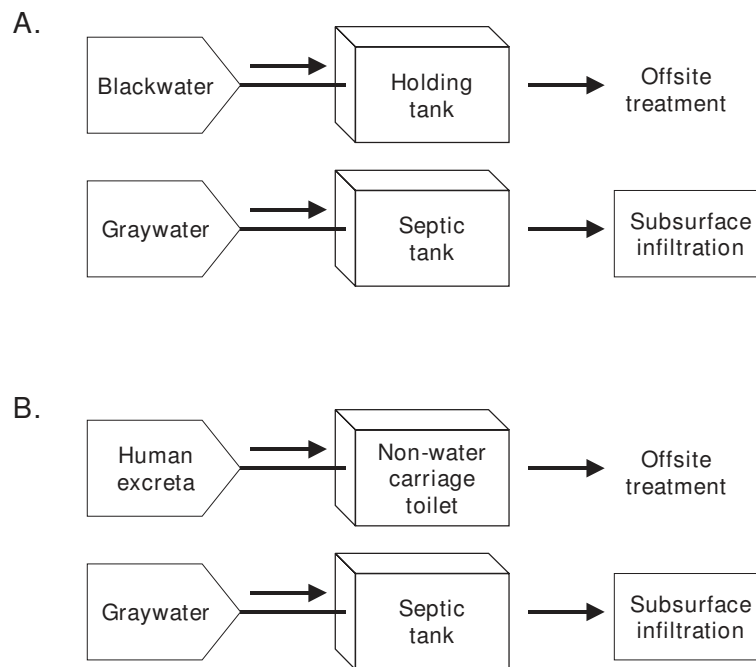 A.
Blackwater
Holding
tank
Offsite
treatment
Graywater
Septic
tank
Subsurface
infiltration
B.
Human
excreta
Non-water
carriage
toilet
Offsite
treatment
Graywater
Septic
tank
Subsurface
infiltration